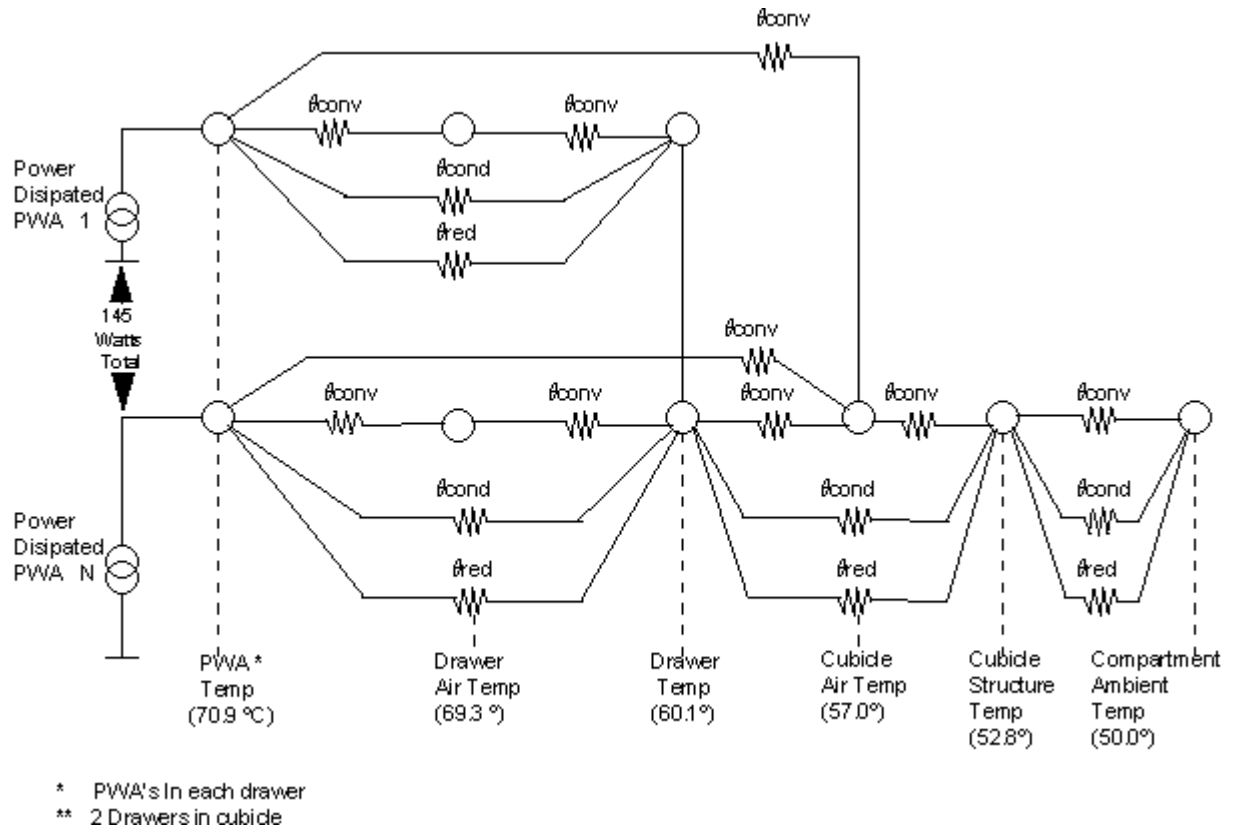 θconv
θconv
θconv
Power
Disipated
PWA 1
θcond
θred
145
Watts
Total
θconv
θconv
θconv
θconv
θconv
θconv
θcond
θcond
θcond
Power
Disipated
PWA N
θred
θred
θred
PWA *
Temp
(70.9 ºC)
Drawer
Air Temp
(69.3 º)
Drawer
Temp
(60.1º)
Cubicle
Air Temp
(57.0º)
Cubicle
Structure
Temp
(52.8º)
Compartment
Ambient
Temp
(50.0º)
* PWA's In each drawer
** 2 Drawers in cubicle